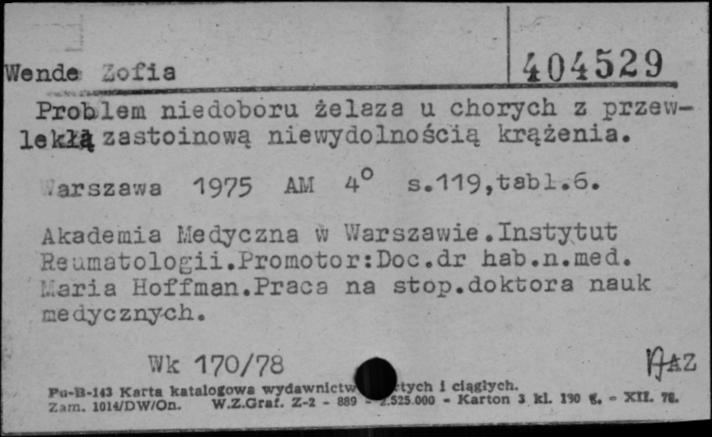 Wende Zofia 404529
Problem niedoboru żelaza u chorych z przew-
lekłą zastoinową niewydolnością krążenia.
Warszawa 1975 AM 4° s.119,tabl.6.
Akademia Medyczna w Warszawie.Instytut
Reumatologii.Promotor:Doc.dr hab.n.med.
Maria Hoffman.Praca na stop.doktora nauk
medycznych.
Wk 170/78
Pu-B-143 Karta katalogowa wydawnictw tych i ciągłych.
Zam. 1014/DW/On. W.Z.Graf. Z-2 - 889 - 2.525.000 - Karton 3 kl. 190 g. - XII. 76.